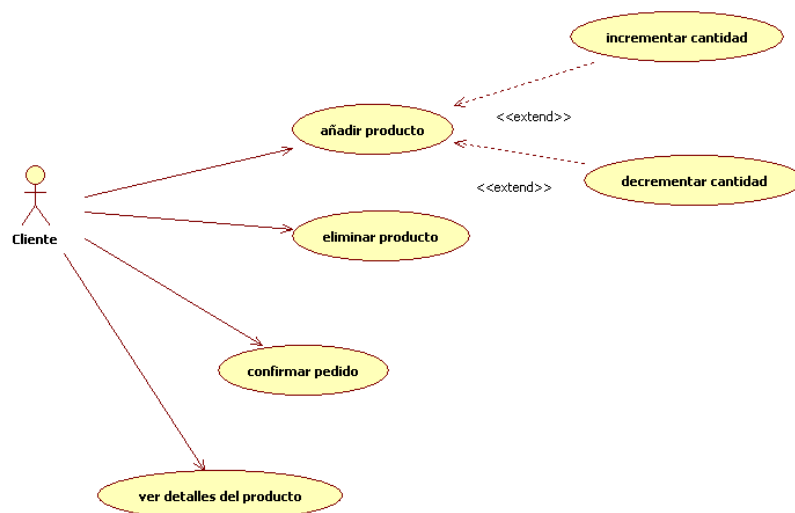 incrementar cantidad
<<extend>>
añadir producto
decrementar cantidad
<<extend>>
Cliente
eliminar producto
confirmar pedido
ver detalles del producto